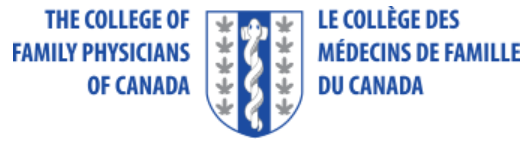 THE COLLEGE OF
FAMILY PHYSICIANS
OF CANADA
LE COLLÈGE DES
MÉDECINS DE FAMILLE
DU CANADA